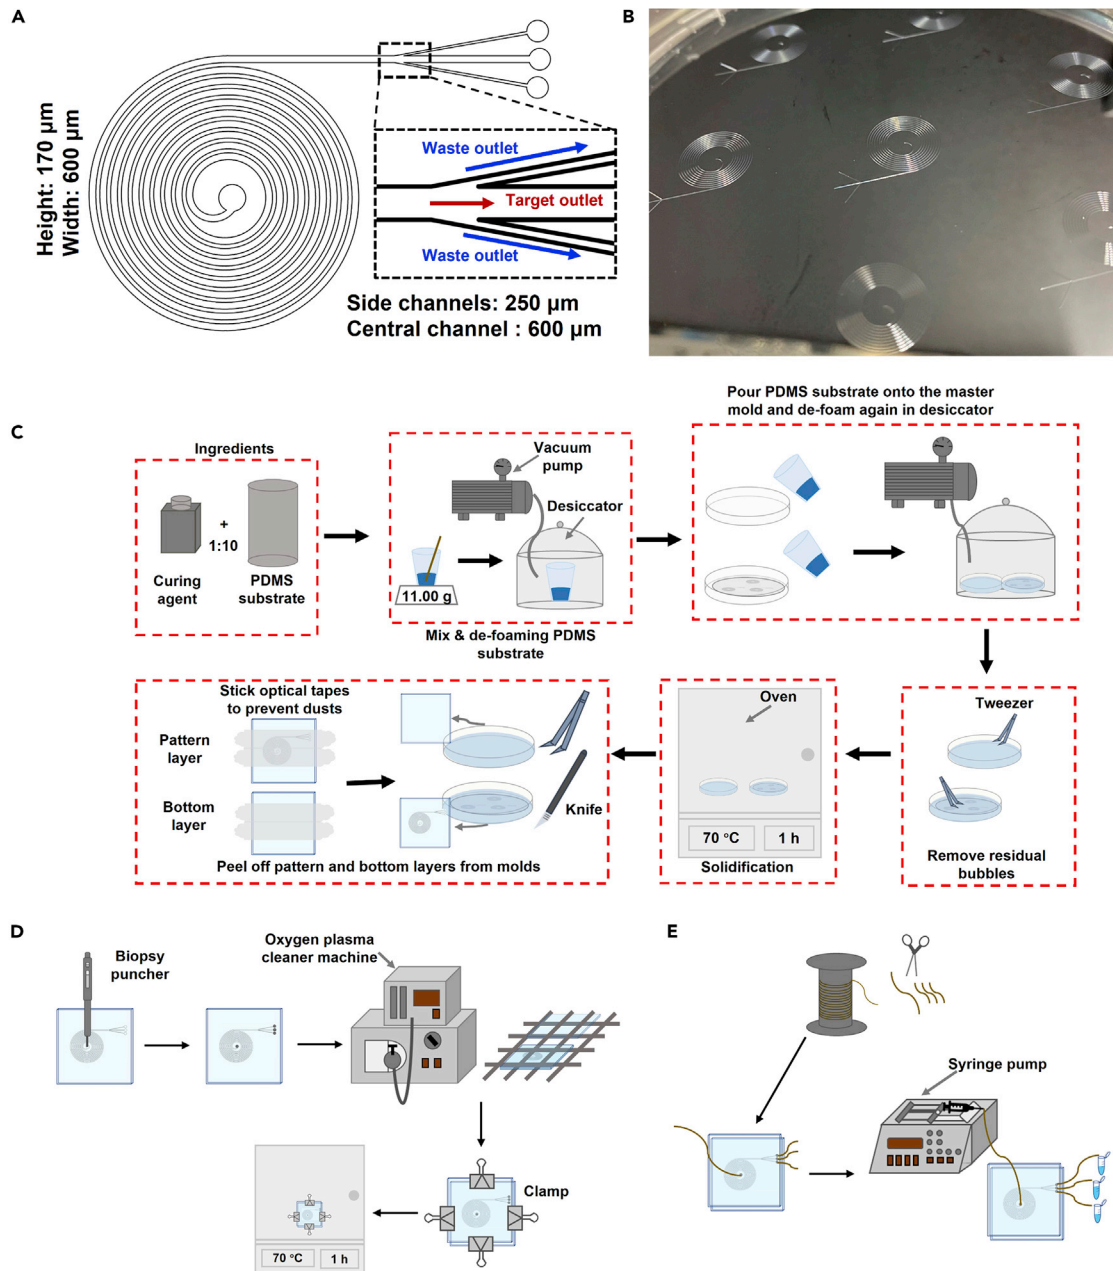 A
Height: 170 µm
Width: 600 µm
Waste outlet
Target outlet
Waste outlet
Side channels: 250 µm
Central channel : 600 µm
B
C
Ingredients
+
1:10
Curing
agent
PDMS
substrate
Vacuum
pump
Desiccator
11.00 g
Mix & de-foaming PDMS
substrate
Pour PDMS substrate onto the master
mold and de-foam again in desiccator
Tweezer
Remove residual
bubbles
Oven
70 °C
1 h
Solidification
Stick optical tapes
to prevent dusts
Pattern
layer
Bottom
layer
Knife
Peel off pattern and bottom layers from molds
D
Biopsy
puncher
Oxygen plasma
cleaner machine
Clamp
70 °C
1 h
E
Syringe pump